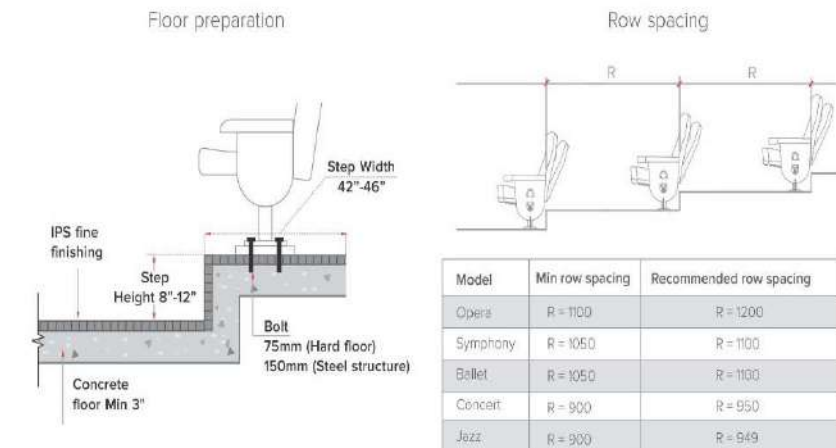 Floor preparation
Step Width
42"-46"
IPS fine
finishing
Step
Height 8"-12"
Bolt
75mm (Hard floor)
150mm (Steel structure)
Concrete
floor Min 3"
Row spacing
R R
Model Min row spacing Recommended row spacing
Opera R = 1100 R = 1200
Symphony R = 1050 R = 1100
Ballet R = 1050 R = 1100
Concert R = 900 R = 950
Jazz R = 900 R = 949